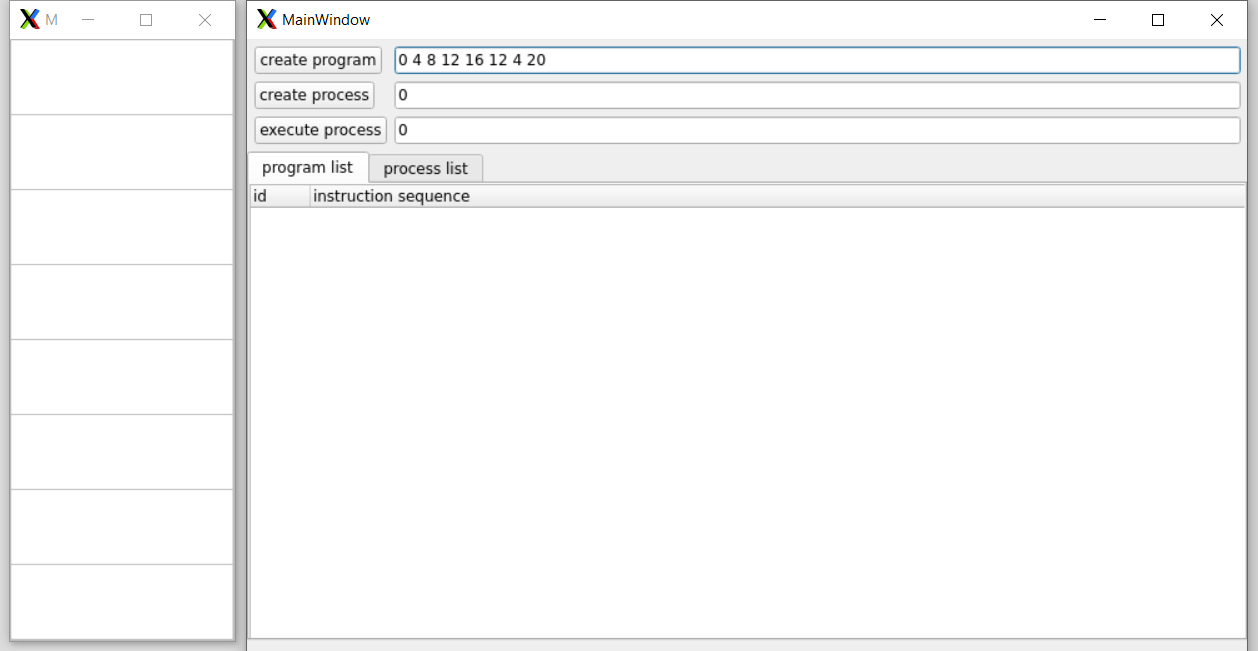 M
MainWindow
create program 0 4 8 12 16 12 4 20
create process 0
execute process 0
program list process list
id instruction sequence